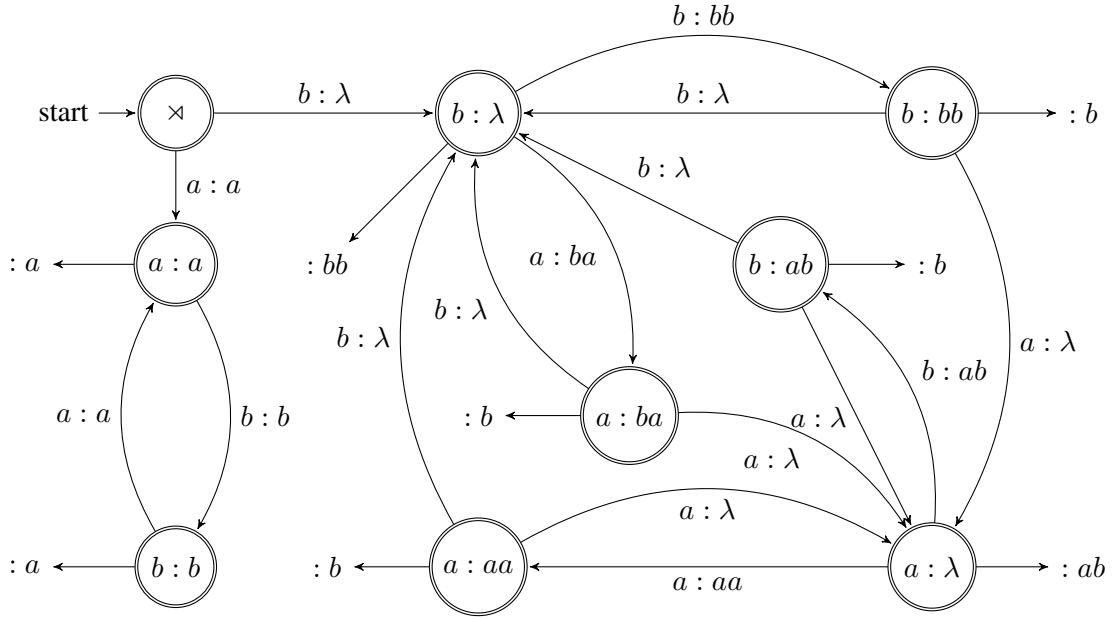 b : bb
start
⋊
b : λ
b : λ
b : λ
b : bb
: b
a : a
b : λ
: a
a : a
: bb
a : ba
b : ab
: b
b : λ
b : λ
a : λ
b : ab
a : a
b : b
: b
a : ba
a : λ
a : λ
a : λ
: a
b : b
: b
a : aa
a : aa
a : λ
: ab